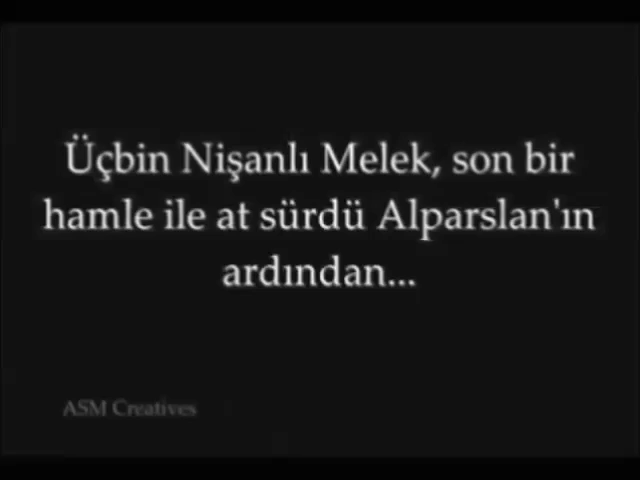 Üçbin Nişanlı Melek, son bir
hamle ile at sürdü Alparslan'ın
ardından...
ASM Creatives